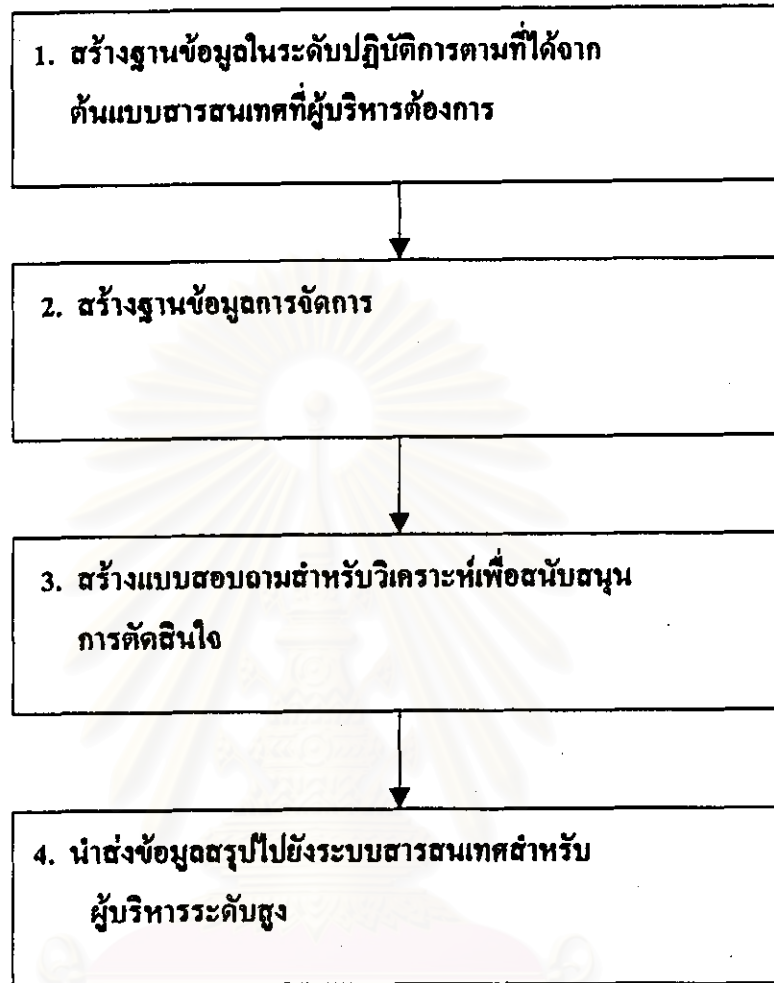 1. สร้างฐานข้อมูลในระดับปฏิบัติการตามที่ได้จาก
ต้นแบบสารสนเทศที่ผู้บริหารต้องการ
2. สร้างฐานข้อมูลการจัดการ
3. สร้างแบบสอบถามสำหรับวิเคราะห์เพื่อสนับสนุน
การตัดสินใจ
4. นำส่งข้อมูลสรุปไปยังระบบสารสนเทศสำหรับ
ผู้บริหารระดับสูง